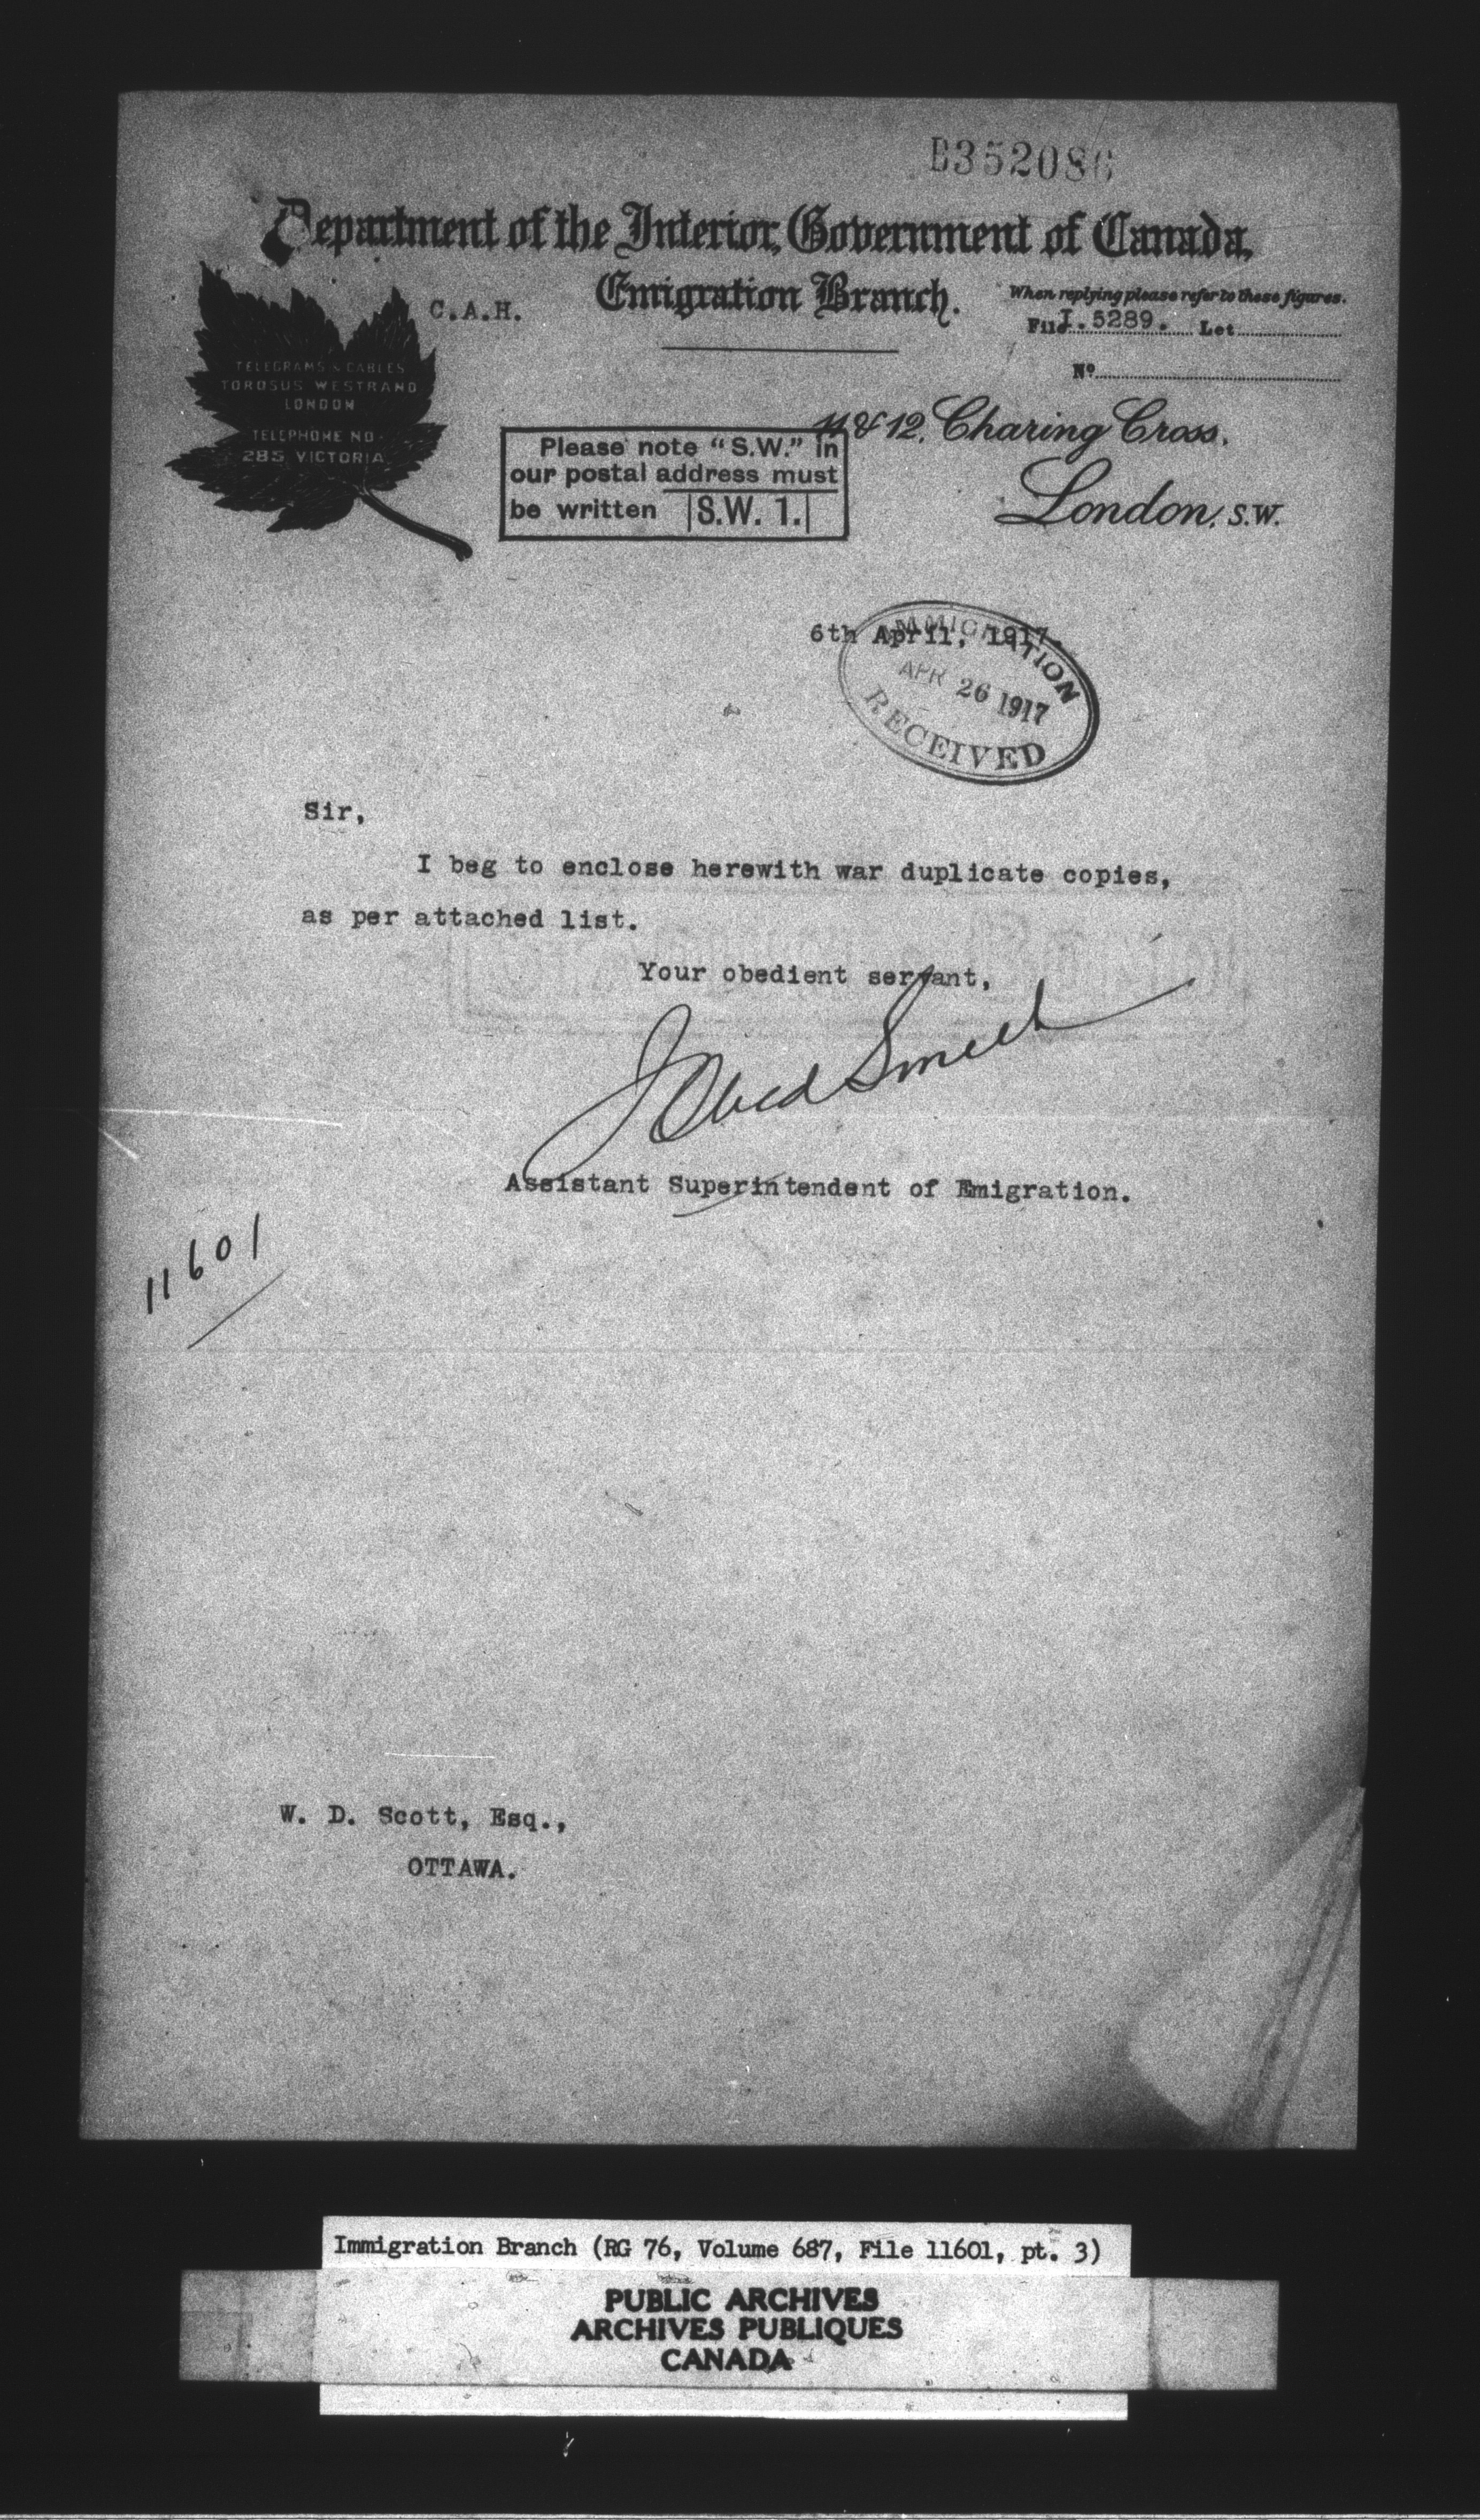 B352086
Department of the Interior, Government of Canada,
Emigration Branch.
C.A.H.
When replying please refer to these figures.
File I. 5289. Let
No
TELEGRAMS & CABLES
TOROSUS WESTRAND
LONDON
TELEPHONE NO.
285 VICTORIA
11 & 12, Charing Cross.
London, S.W.
Please note "S.W." in
our postal address must
be written S.W. 1.
6th April, 1917.
IMMIGRATION
APR 26 1917
RECEIVED
Sir,
I beg to enclose herewith war duplicate copies,
as per attached list.
Your obedient servant,
J Obed Smith
Assistant Superintendent of Emigration.
11601
W. D. Scott, Esq.,
OTTAWA.
Immigration Branch (RG 76, Volume 687, File 11601, pt. 3)
PUBLIC ARCHIVES
ARCHIVES PUBLIQUES
CANADA